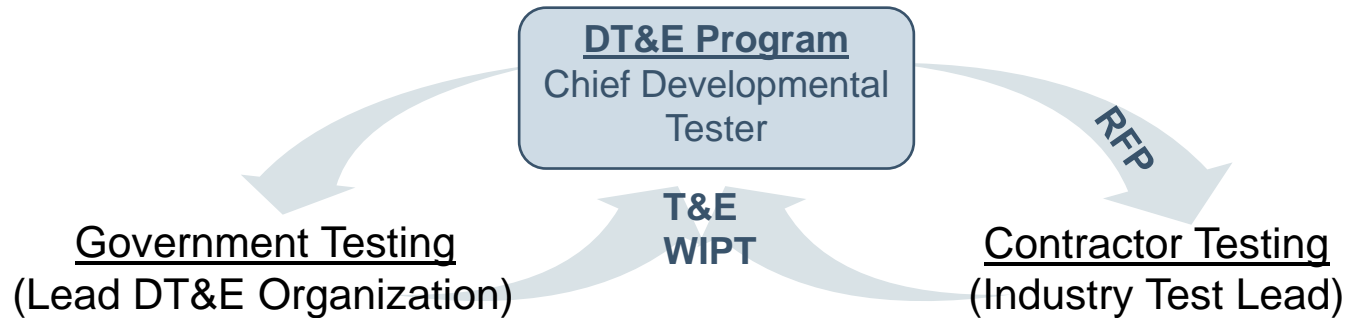 DT&E Program
Chief Developmental
Tester
RFP
T&E
WIPT
Government Testing
(Lead DT&E Organization)
Contractor Testing
(Industry Test Lead)